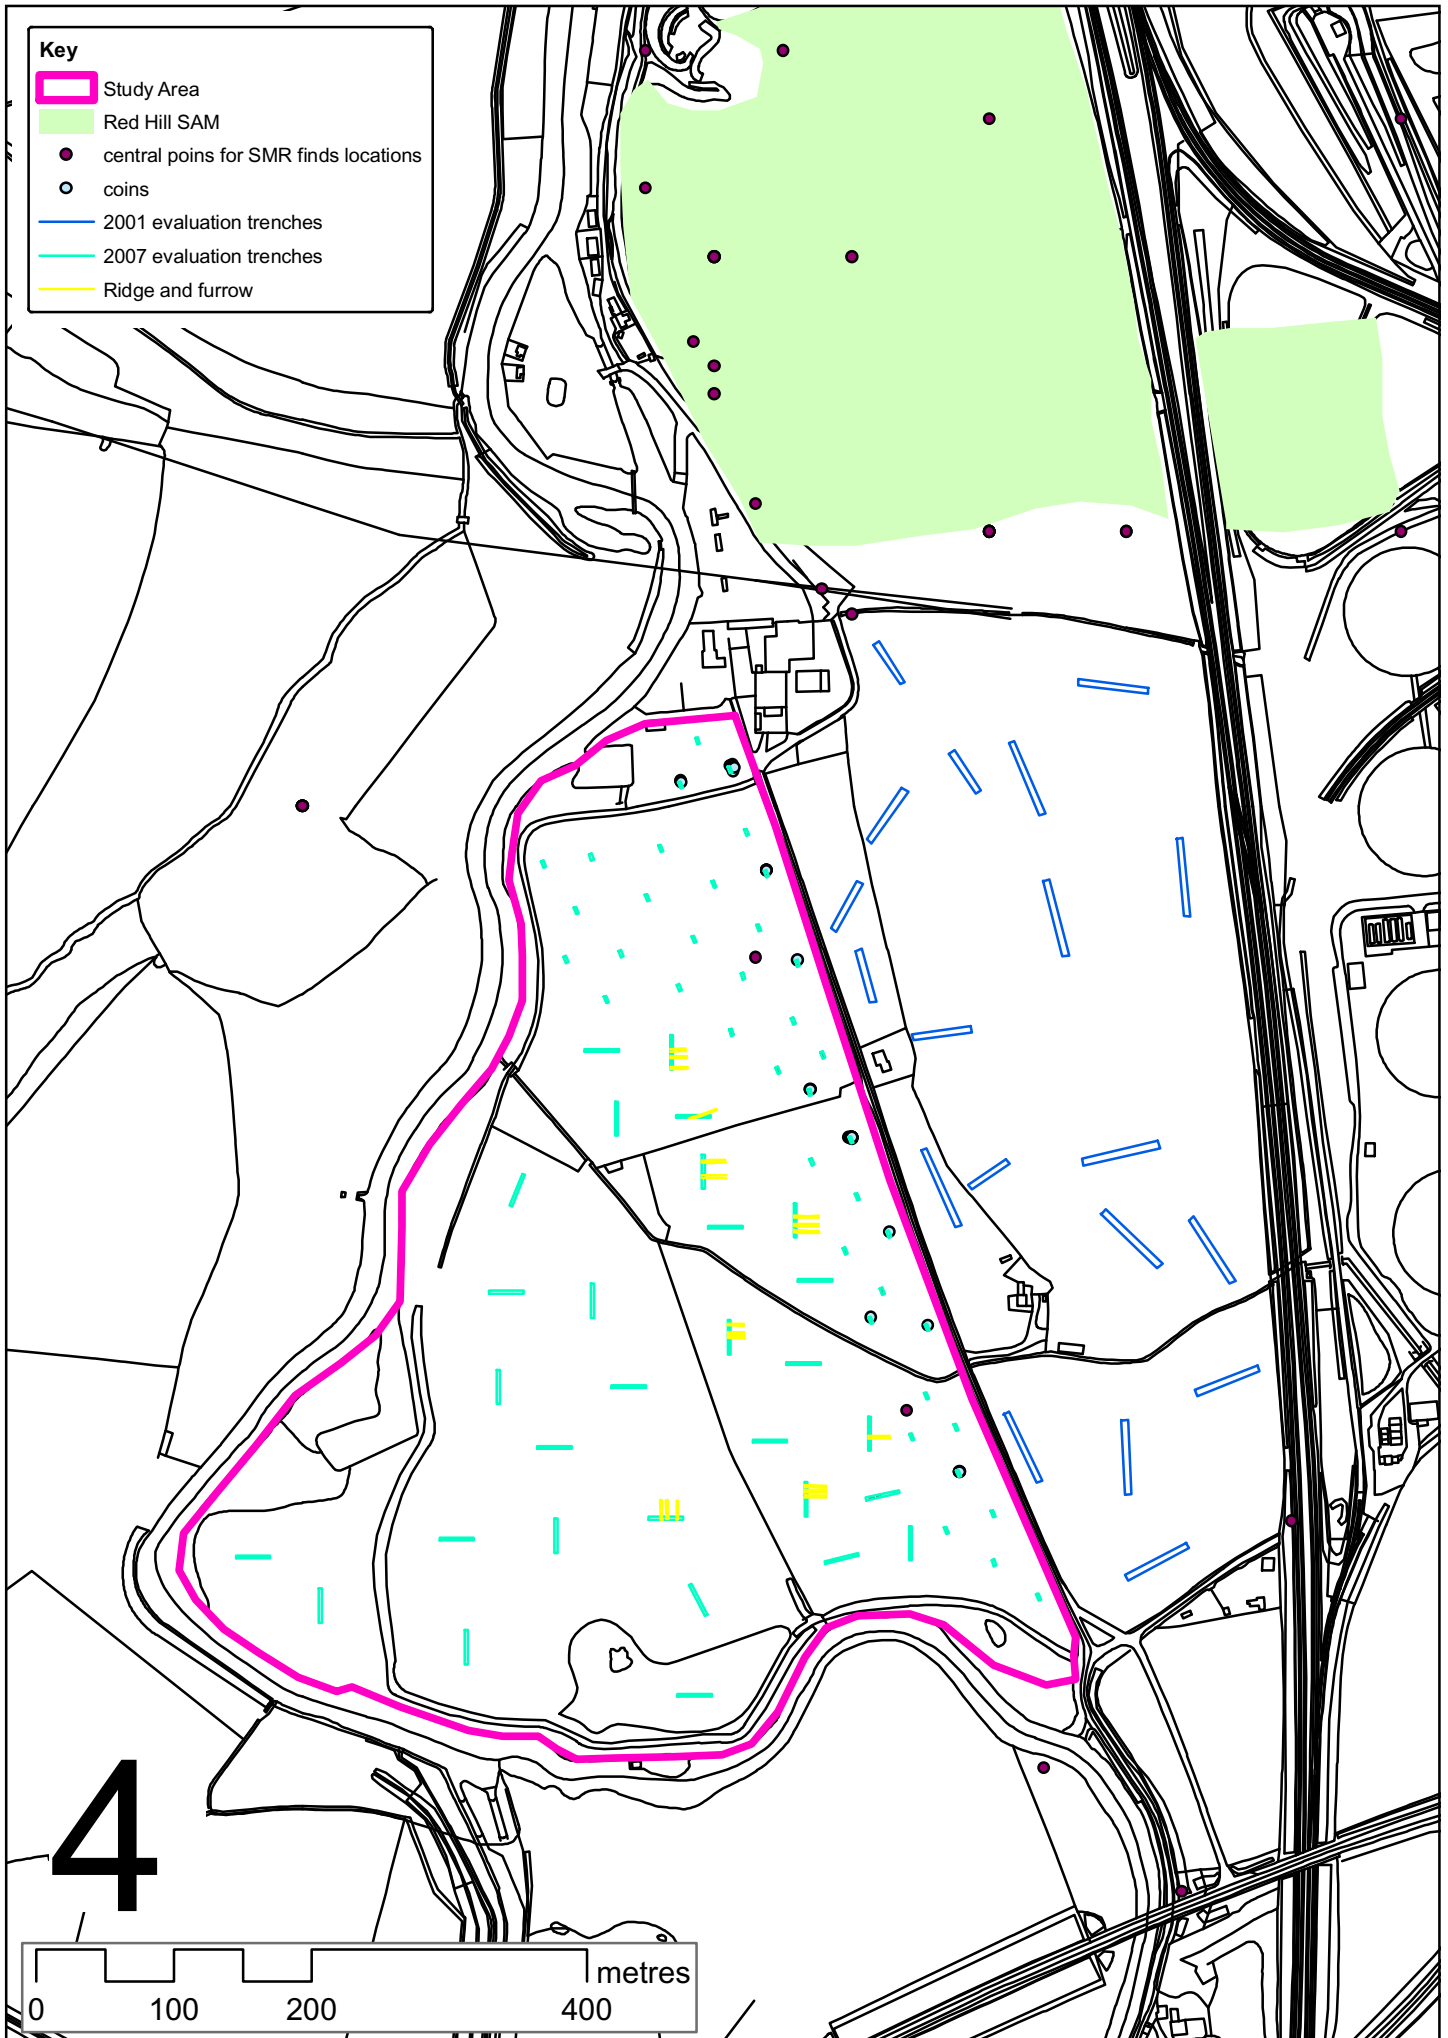 Key
Study Area
Red Hill SAM
central poins for SMR finds locations
coins
2001 evaluation trenches
2007 evaluation trenches
Ridge and furrow
4
metres
0 100 200 400